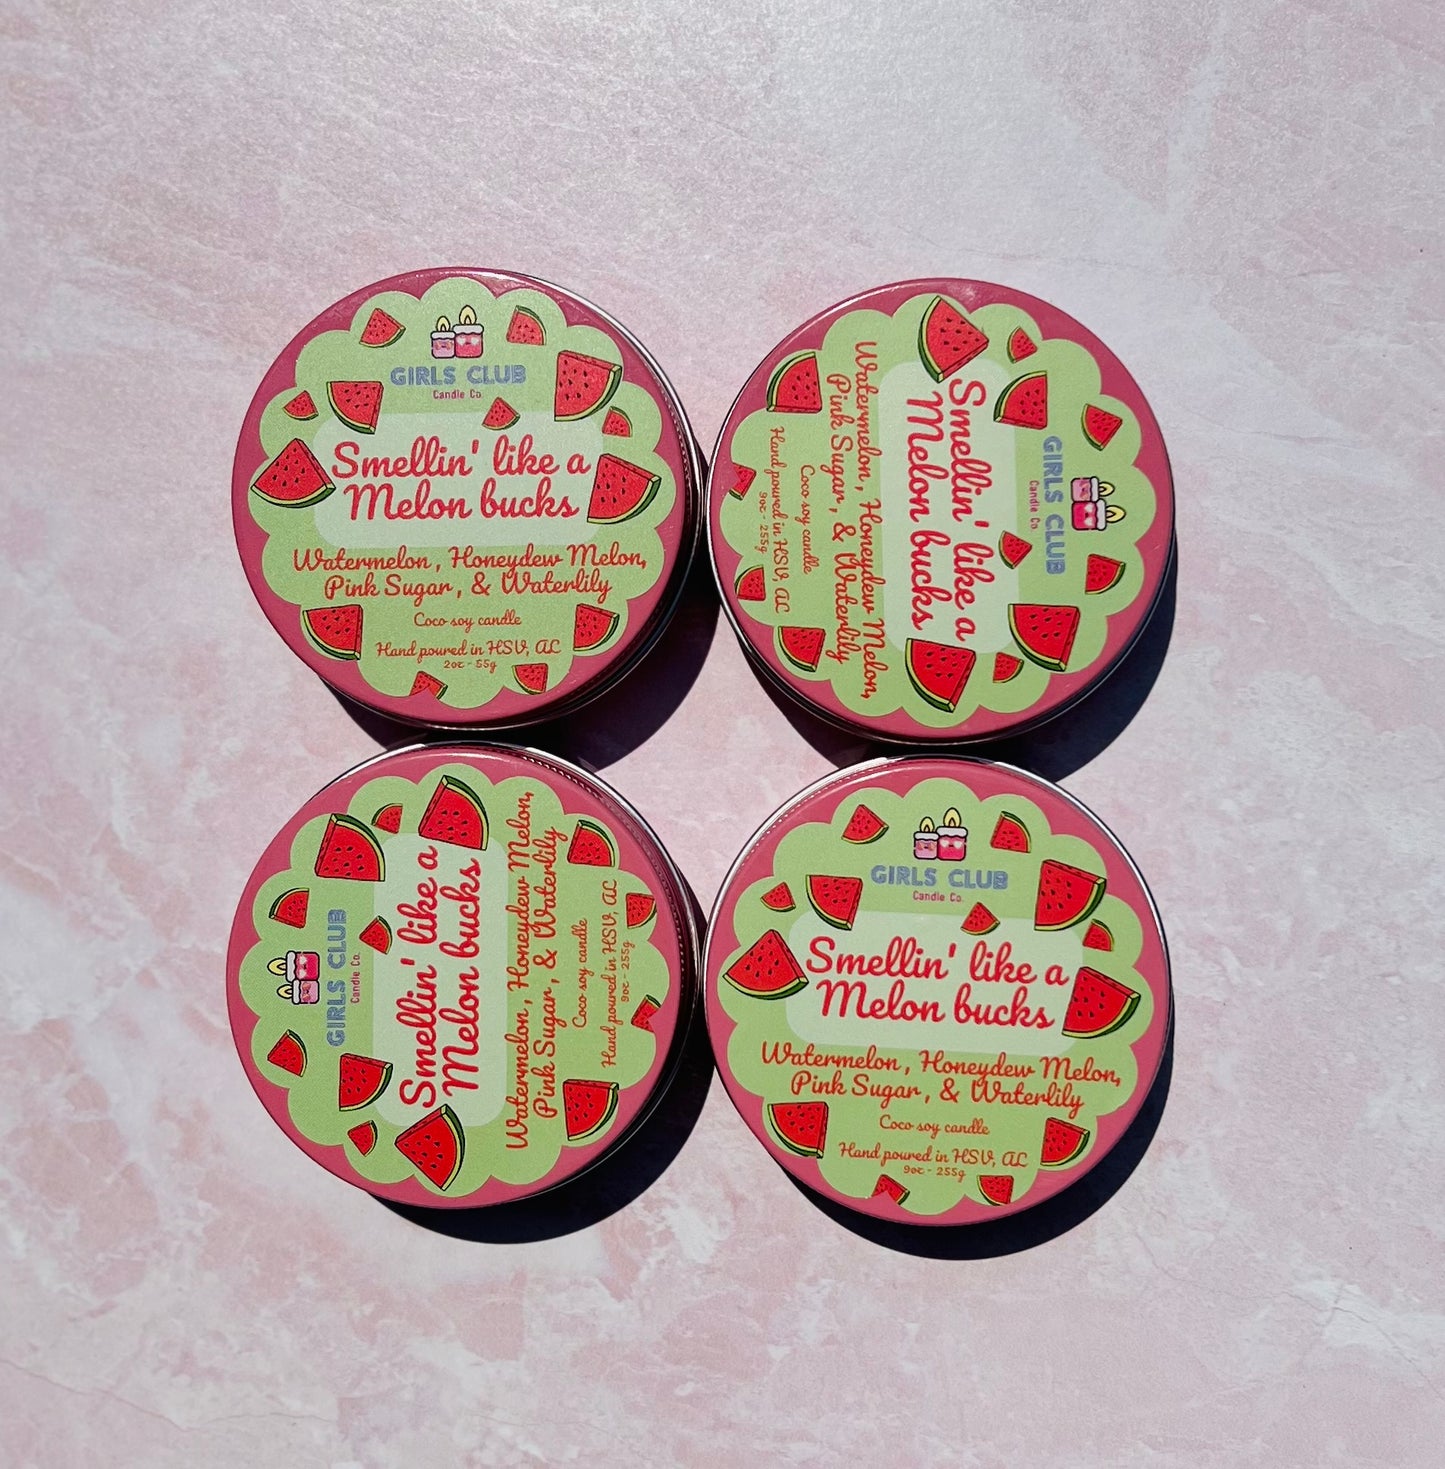 GIRLS CLUB
Candle Co.
Smellin' like a
Melon bucks
Watermelon, Honeydew Melon,
Pink Sugar, & Waterlily
Coco soy candle
Hand poured in HSV, AL
2oz - 55g
GIRLS CLUB
Candle Co.
Smellin' like a
Melon bucks
Watermelon, Honeydew Melon,
Pink Sugar, & Waterlily
Coco soy candle
Hand poured in HSV, AL
9oz - 255g
GIRLS CLUB
Candle Co.
Smellin' like a
Melon bucks
Watermelon, Honeydew Melon,
Pink Sugar, & Waterlily
Coco soy candle
Hand poured in HSV, AL
9oz - 255g
GIRLS CLUB
Candle Co.
Smellin' like a
Melon bucks
Watermelon, Honeydew Melon,
Pink Sugar, & Waterlily
Coco soy candle
Hand poured in HSV, AL
9oz - 255g